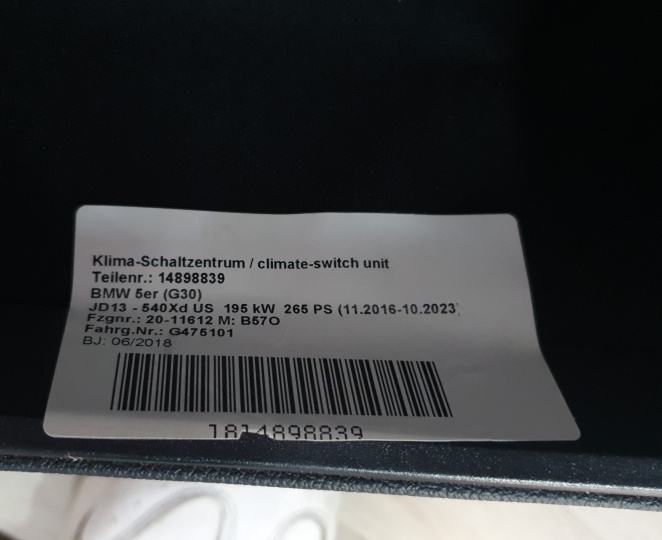 Klima-Schaltzentrum / climate-switch unit
Teilenr.: 14898839
BMW 5er (G30)
JD13 - 540Xd US 195 kW 265 PS (11.2016-10.2023)
Fzgnr.: 20-11612 M: B57O
Fahrg.Nr.: G475101
BJ: 06/2018
1814898839